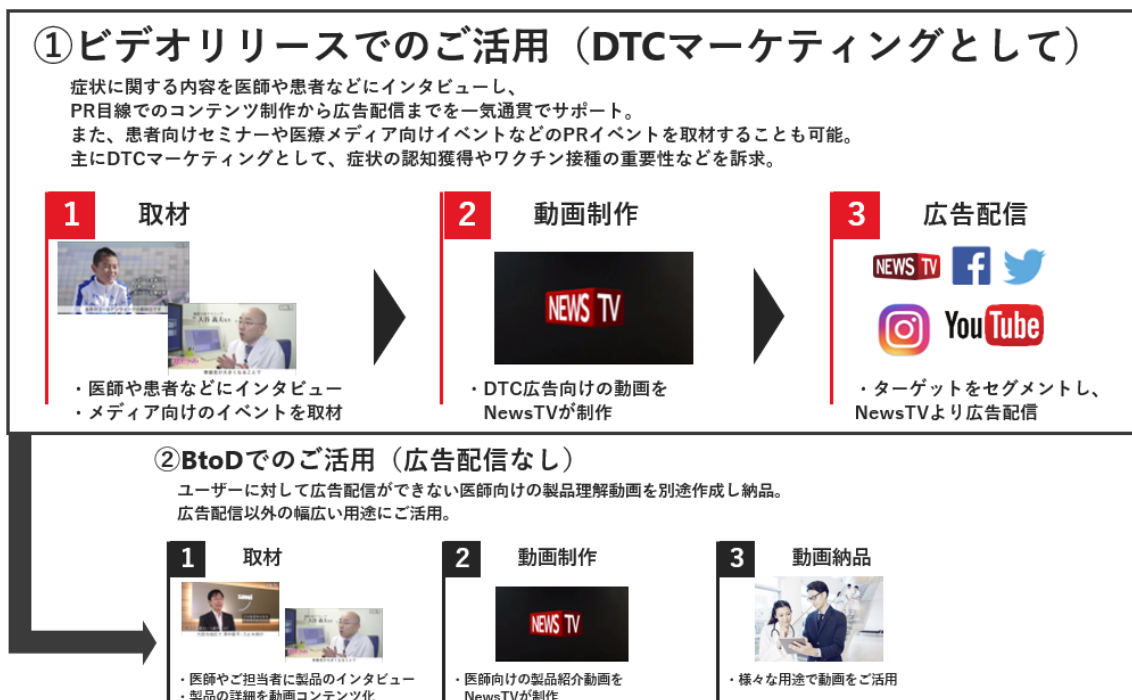 ①ビデオリリースでのご活用（DTCマーケティングとして）
症状に関する内容を医師や患者などにインタビューし、
PR目線でのコンテンツ制作から広告配信までを一気通貫でサポート。
また、患者向けセミナーや医療メディア向けイベントなどのPRイベントを取材することも可能。
主にDTCマーケティングとして、症状の認知獲得やワクチン接種の重要性などを訴求。
1 取材
・医師や患者などにインタビュー
・メディア向けのイベントを取材
2 動画制作
NEWS TV
・DTC広告向けの動画を
NewsTVが制作
3 広告配信
NEWS TV
YouTube
・ターゲットをセグメントし、
NewsTVより広告配信
②BtoDでのご活用（広告配信なし）
ユーザーに対して広告配信ができない医師向けの製品理解動画を別途作成し納品。
広告配信以外の幅広い用途にご活用。
1 取材
・医師やご担当者に製品のインタビュー
・製品の詳細を動画コンテンツ化
2 動画制作
NEWS TV
・医師向けの製品紹介動画を
NewsTVが制作
3 動画納品
・様々な用途で動画をご活用